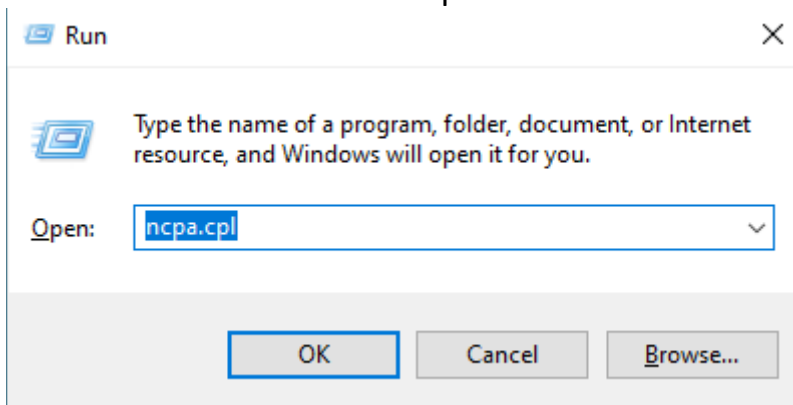 Run
Type the name of a program, folder, document, or Internet
resource, and Windows will open it for you.
Open: ncpa.cpl
OK Cancel Browse...